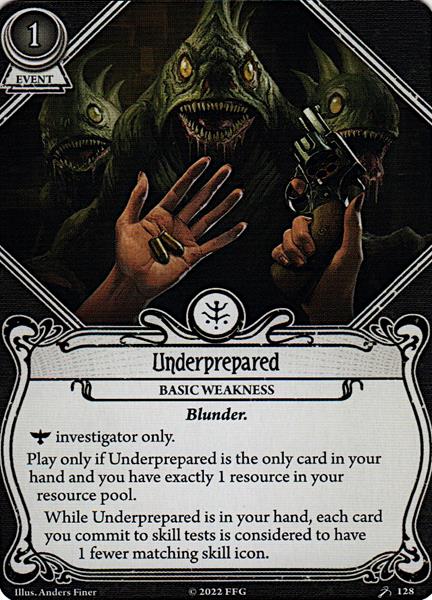 1
EVENT
Underprepared
BASIC WEAKNESS
Blunder.
investigator only.
Play only if Underprepared is the only card in your
hand and you have exactly 1 resource in your
resource pool.
While Underprepared is in your hand, each card
you commit to skill tests is considered to have
1 fewer matching skill icon.
Illus. Anders Finer
© 2022 FFG
128